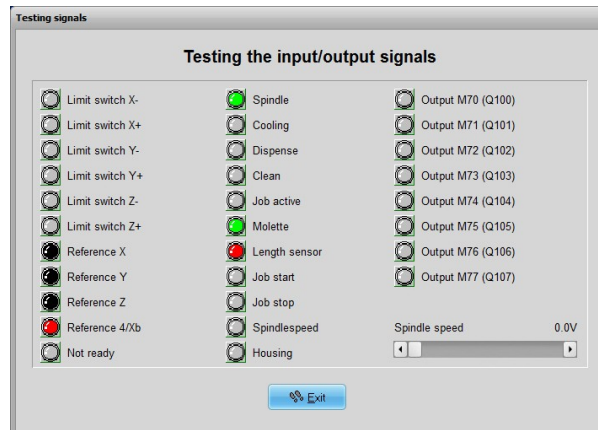 Testing signals
Testing the input/output signals
Limit switch X-
Limit switch X+
Limit switch Y-
Limit switch Y+
Limit switch Z-
Limit switch Z+
Reference X
Reference Y
Reference Z
Reference 4/Xb
Not ready
Spindle
Cooling
Dispense
Clean
Job active
Molette
Length sensor
Job start
Job stop
Spindlespeed
Housing
Output M70 (Q100)
Output M71 (Q101)
Output M72 (Q102)
Output M73 (Q103)
Output M74 (Q104)
Output M75 (Q105)
Output M76 (Q106)
Output M77 (Q107)
Spindle speed 0.0V
Exit